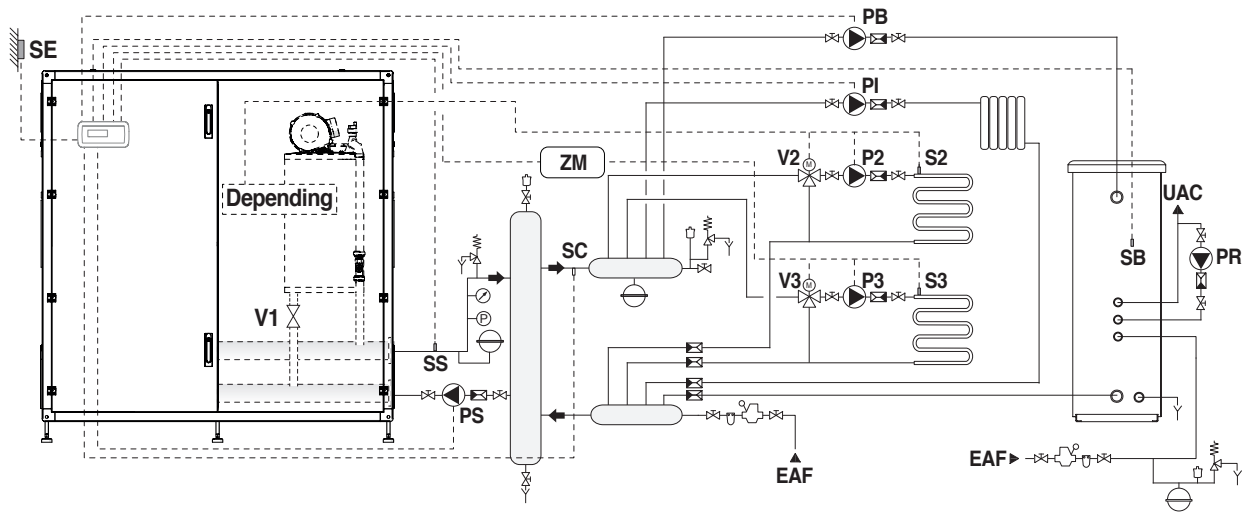 PB
SE
PI
ZM
V2
M
P2
S2
Depending
UAC
SC
SB
PR
V3
M
P3
S3
V1
P
SS
PS
EAF
EAF